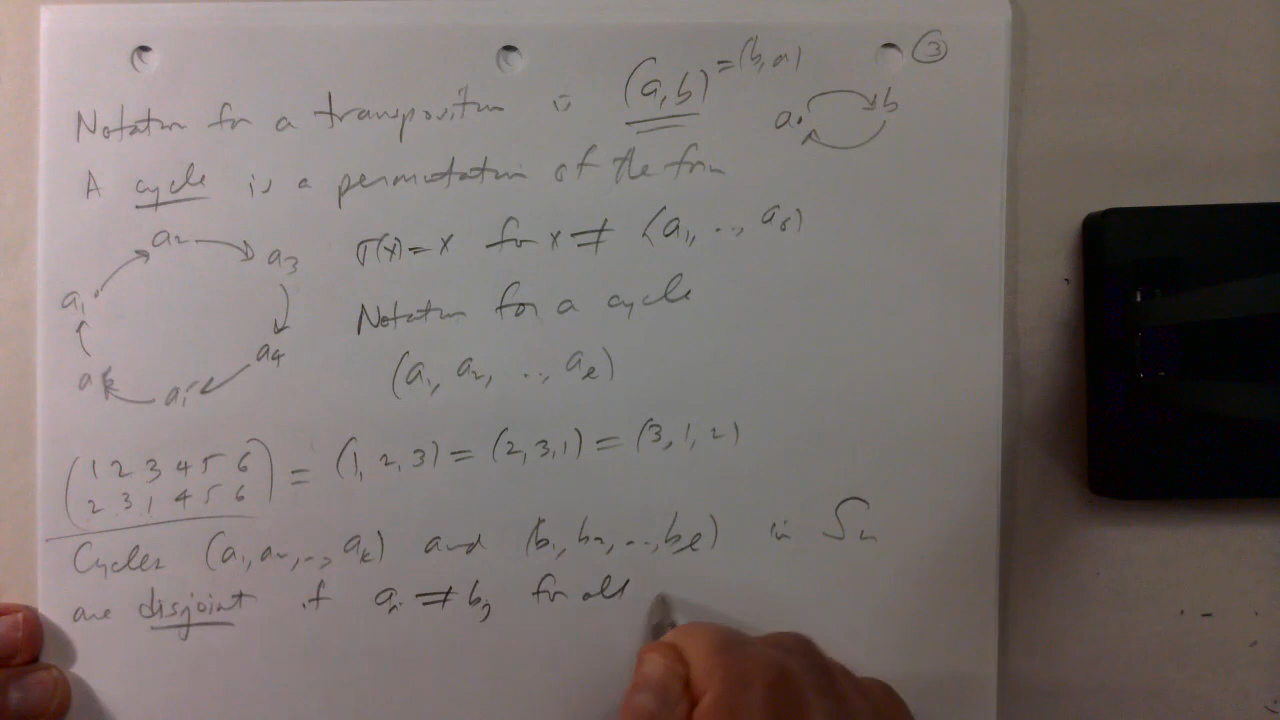 ③
Notation for a transposition is (a,b) = (b,a)
a b
A cycle is a permutation of the form
a₁ a₂ a₃ a₄ aᵢ aₖ
σ(x) = x for x ≠ (a₁, .., a₆)
Notation for a cycle
(a₁, a₂, .., aₑ)
(1 2 3 4 5 6
2 3 1 4 5 6) = (1, 2, 3) = (2, 3, 1) = (3, 1, 2)
Cycles (a₁, a₂, .., aₖ) and (b₁, b₂, .., bₗ) in Sₙ
are disjoint if aᵢ ≠ bⱼ for all